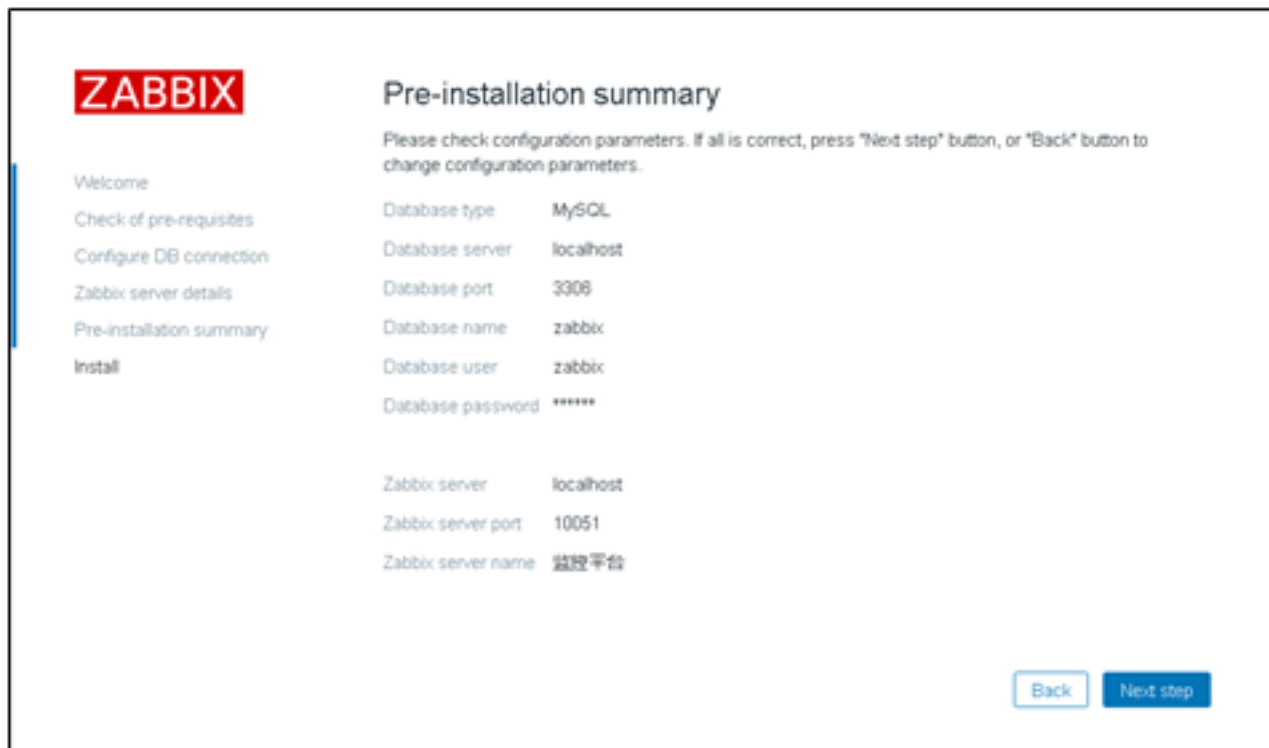 ZABBIX
Welcome
Check of pre-requisites
Configure DB connection
Zabbix server details
Pre-installation summary
Install
Pre-installation summary
Please check configuration parameters. If all is correct, press "Next step" button, or "Back" button to
change configuration parameters.
Database type MySQL
Database server localhost
Database port 3306
Database name zabbix
Database user zabbix
Database password ******
Zabbix server localhost
Zabbix server port 10051
Zabbix server name 监控平台
Back
Next step